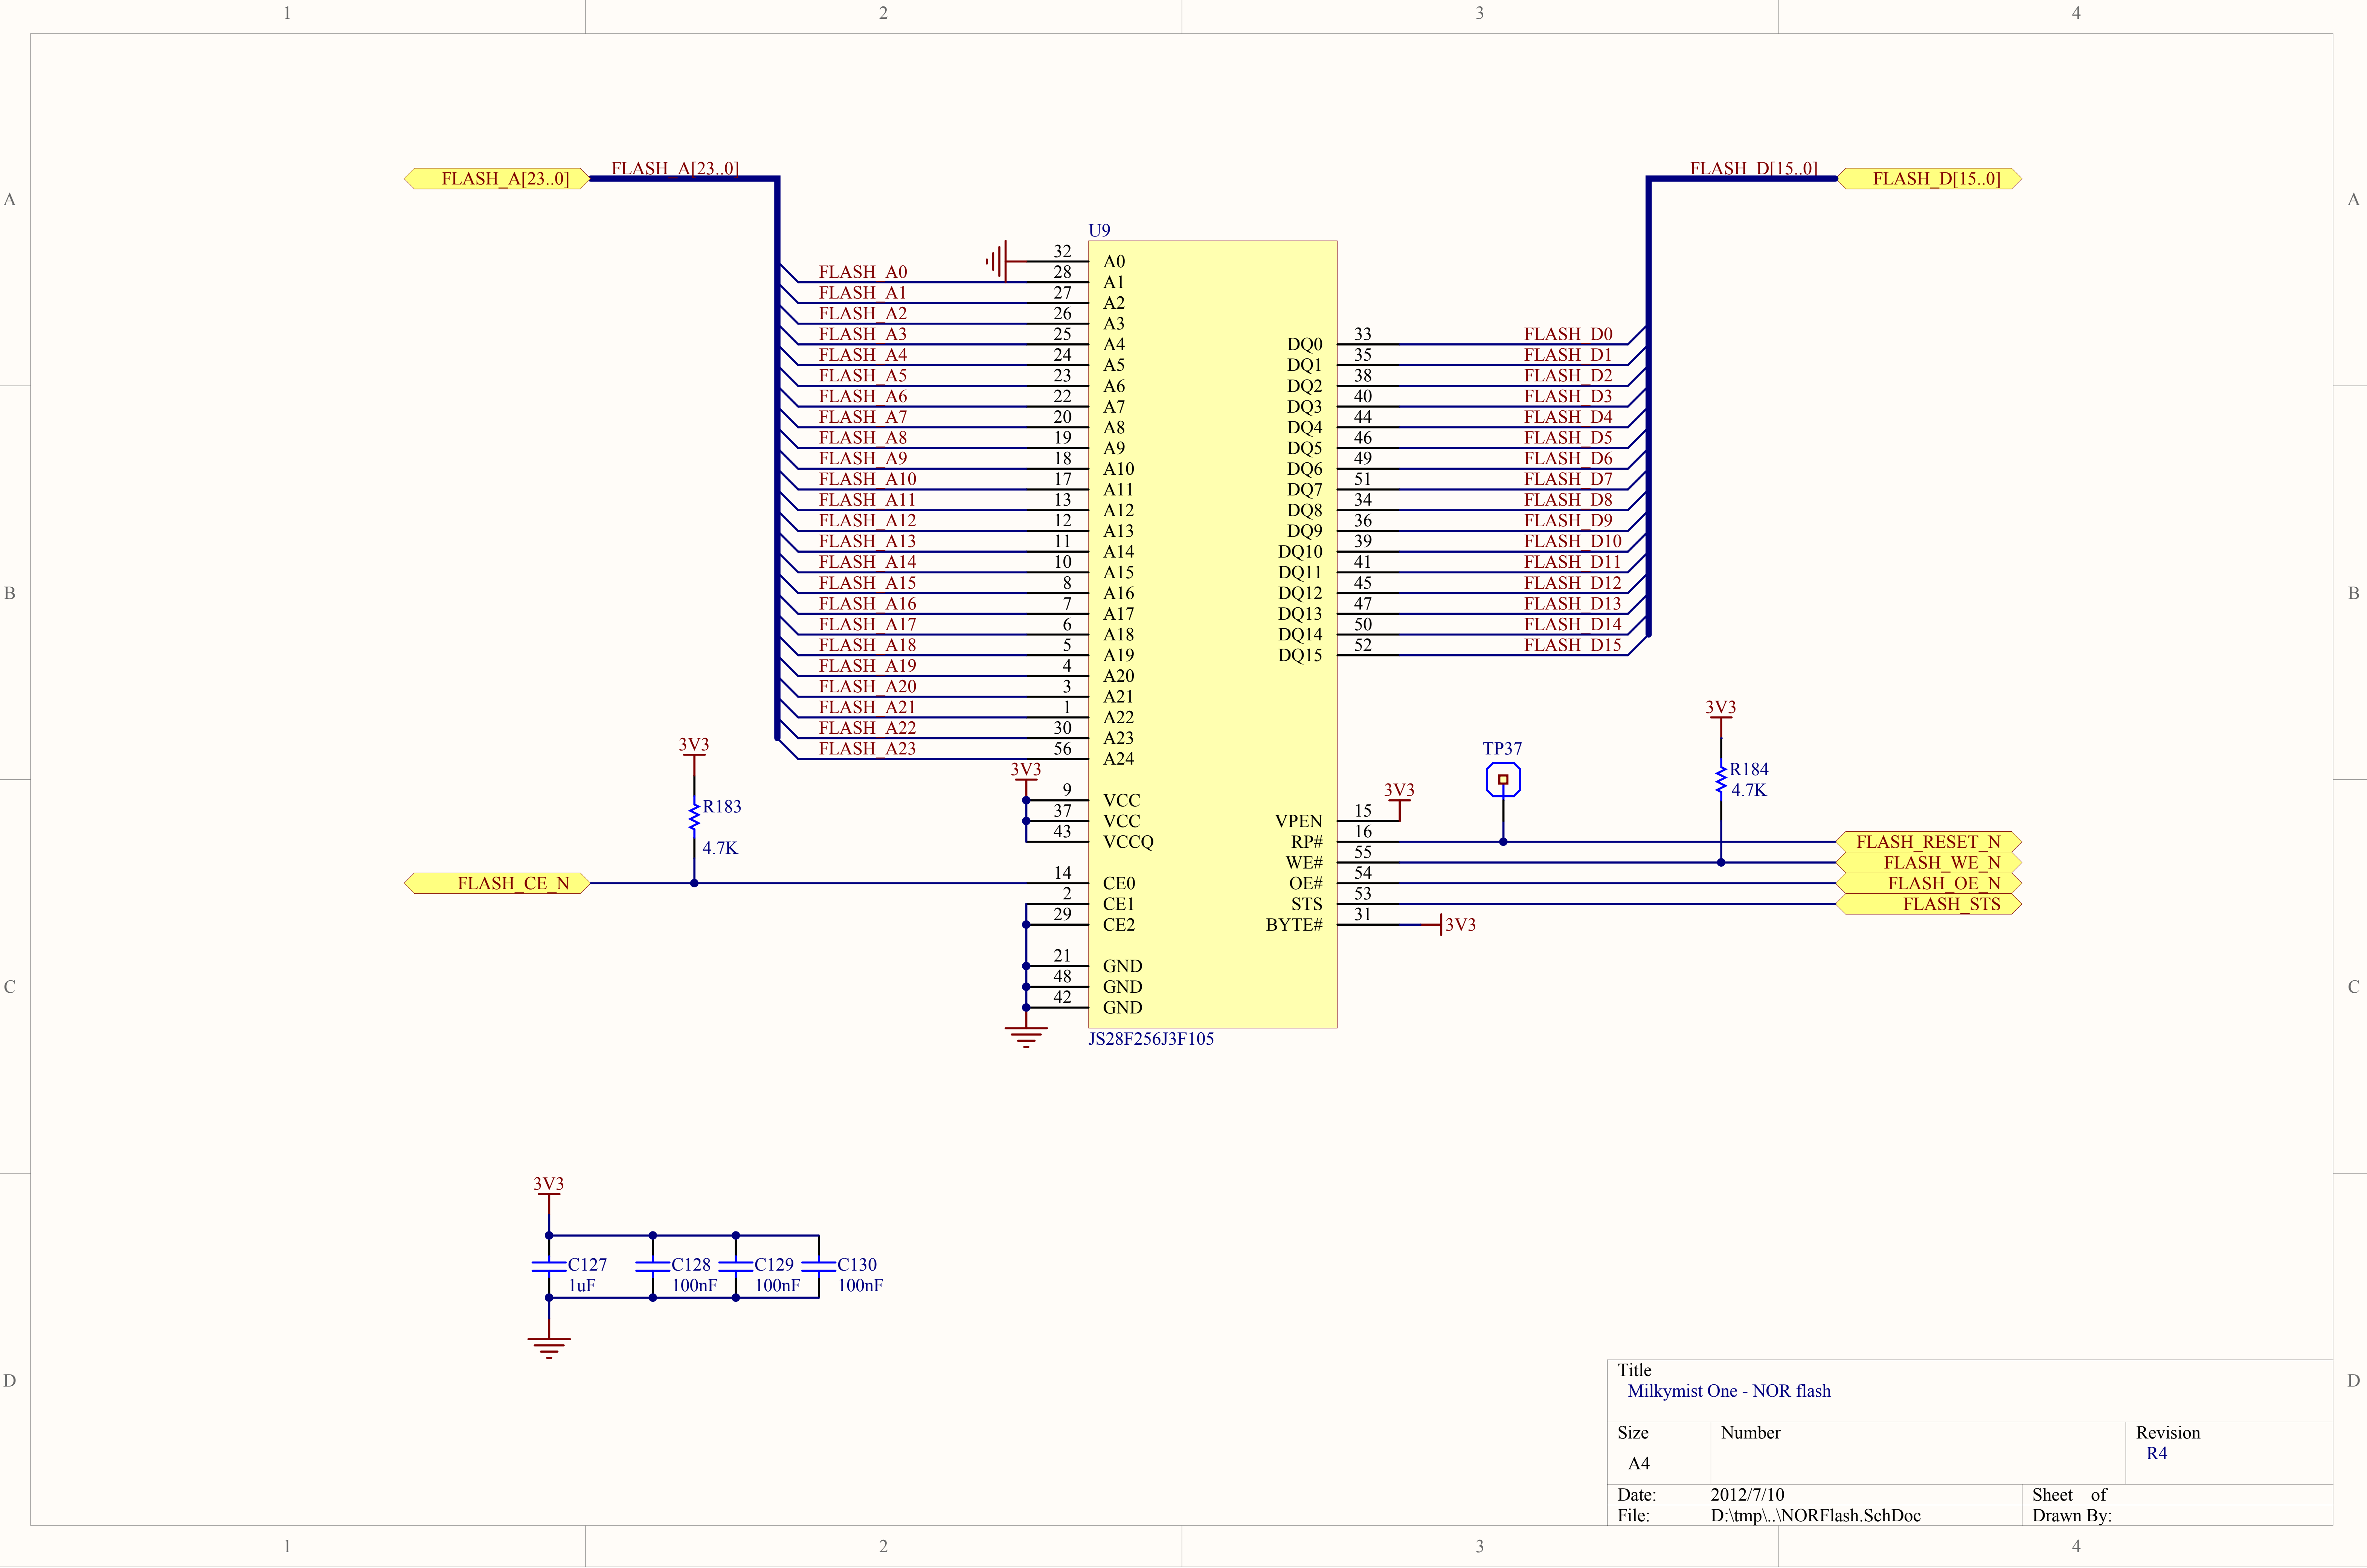 1 2 3 4
A A
B B
C C
D D
FLASH_A[23..0] FLASH_A[23..0]
FLASH_D[15..0] FLASH_D[15..0]
U9
32 A0
FLASH_A0 28 A1
FLASH_A1 27 A2
FLASH_A2 26 A3
FLASH_A3 25 A4
FLASH_A4 24 A5
FLASH_A5 23 A6
FLASH_A6 22 A7
FLASH_A7 20 A8
FLASH_A8 19 A9
FLASH_A9 18 A10
FLASH_A10 17 A11
FLASH_A11 13 A12
FLASH_A12 12 A13
FLASH_A13 11 A14
FLASH_A14 10 A15
FLASH_A15 8 A16
FLASH_A16 7 A17
FLASH_A17 6 A18
FLASH_A18 5 A19
FLASH_A19 4 A20
FLASH_A20 3 A21
FLASH_A21 1 A22
FLASH_A22 30 A23
FLASH_A23 56 A24
3V3
9 VCC
37 VCC
43 VCCQ
3V3
R183
4.7K
FLASH_CE_N 14 CE0
2 CE1
29 CE2
21 GND
48 GND
42 GND
DQ0 33 FLASH_D0
DQ1 35 FLASH_D1
DQ2 38 FLASH_D2
DQ3 40 FLASH_D3
DQ4 44 FLASH_D4
DQ5 46 FLASH_D5
DQ6 49 FLASH_D6
DQ7 51 FLASH_D7
DQ8 34 FLASH_D8
DQ9 36 FLASH_D9
DQ10 39 FLASH_D10
DQ11 41 FLASH_D11
DQ12 45 FLASH_D12
DQ13 47 FLASH_D13
DQ14 50 FLASH_D14
DQ15 52 FLASH_D15
3V3
TP37
R184
4.7K
3V3
VPEN 15
RP# 16 FLASH_RESET_N
WE# 55 FLASH_WE_N
OE# 54 FLASH_OE_N
STS 53 FLASH_STS
BYTE# 31 3V3
JS28F256J3F105
3V3
C127 C128 C129 C130
1uF 100nF 100nF 100nF
Title
Milkymist One - NOR flash
Size Number Revision
A4 R4
Date: 2012/7/10 Sheet of
File: D:\tmp\..\NORFlash.SchDoc Drawn By:
1 2 3 4